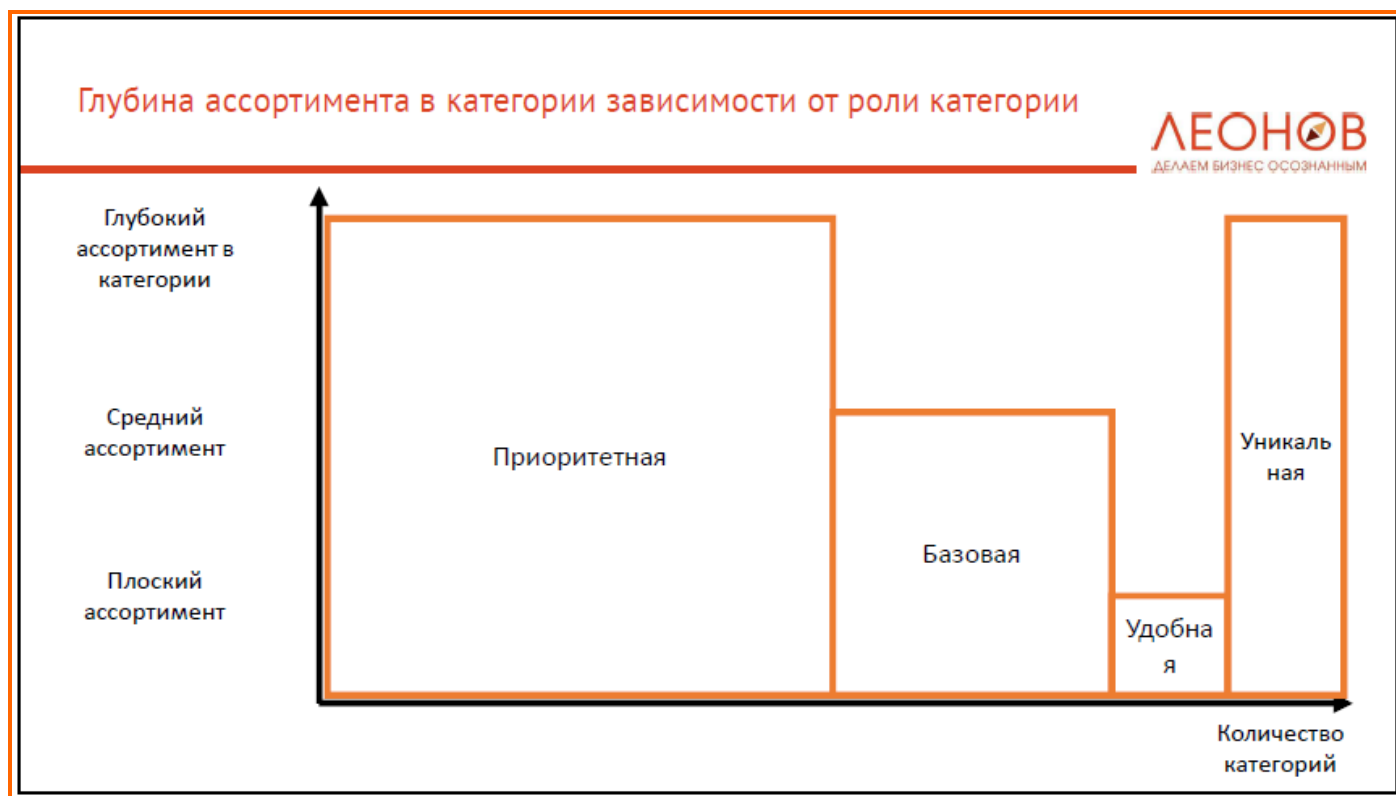 Глубина ассортимента в категории зависимости от роли категории
ЛЕОНОВ
ДЕЛАЕМ БИЗНЕС ОСОЗНАННЫМ
Глубокий
ассортимент в
категории
Средний
ассортимент
Плоский
ассортимент
Приоритетная
Базовая
Удобна
я
Уникаль
ная
Количество
категорий